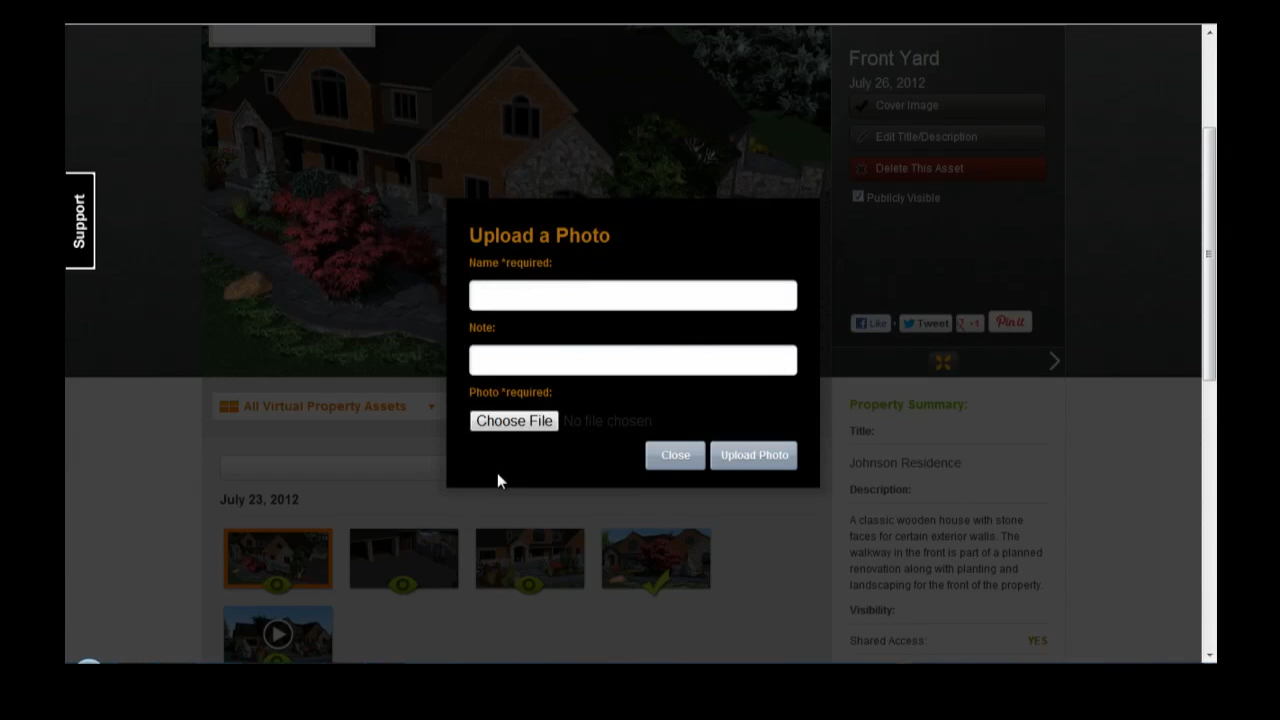 Support
Front Yard
July 26, 2012
Cover Image
Edit Title/Description
Delete This Asset
Publicly Visible
Like
Tweet
+1
Pin it
Upload a Photo
Name *required:
Note:
Photo *required:
Choose File No file chosen
Close
Upload Photo
All Virtual Property Assets
July 23, 2012
Property Summary:
Title:
Johnson Residence
Description:
A classic wooden house with stone
faces for certain exterior walls. The
walkway in the front is part of a planned
renovation along with planting and
landscaping for the front of the property.
Visibility:
Shared Access: YES